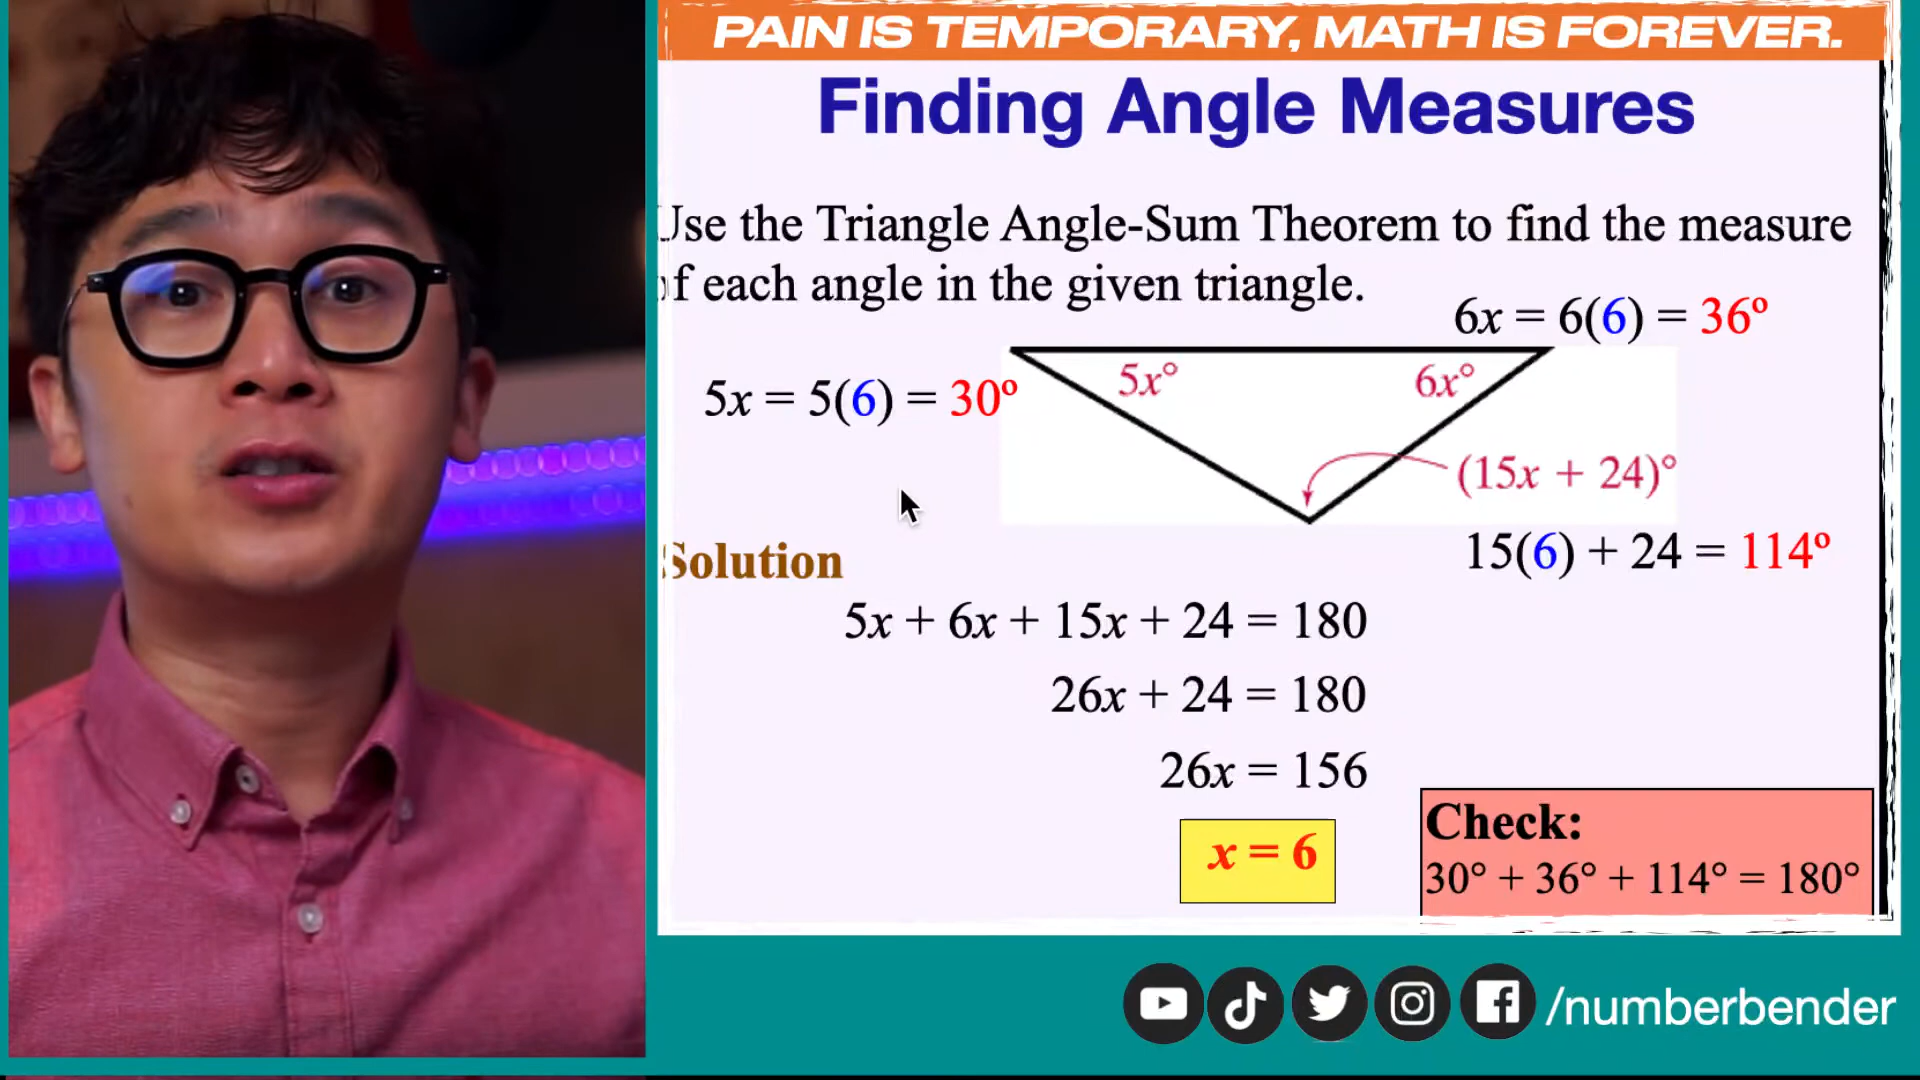 PAIN IS TEMPORARY, MATH IS FOREVER.
Finding Angle Measures
Use the Triangle Angle-Sum Theorem to find the measure
of each angle in the given triangle.
6x = 6(6) = 36º
5x = 5(6) = 30º
5x°
6x°
(15x + 24)°
15(6) + 24 = 114º
Solution
5x + 6x + 15x + 24 = 180
26x + 24 = 180
26x = 156
x = 6
Check:
30° + 36° + 114° = 180°
/numberbender